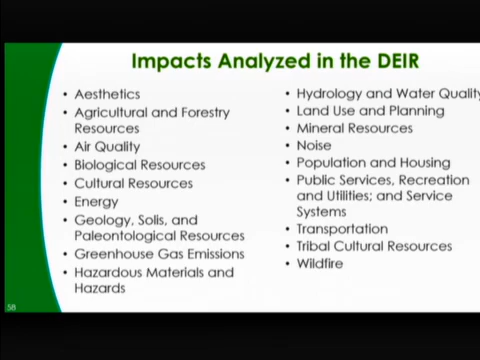 Impacts Analyzed in the DEIR
• Aesthetics
• Agricultural and Forestry
Resources
• Air Quality
• Biological Resources
• Cultural Resources
• Energy
• Geology, Soils, and
Paleontological Resources
• Greenhouse Gas Emissions
• Hazardous Materials and
Hazards
• Hydrology and Water Quality
• Land Use and Planning
• Mineral Resources
• Noise
• Population and Housing
• Public Services, Recreation
and Utilities; and Service
Systems
• Transportation
• Tribal Cultural Resources
• Wildfire
58